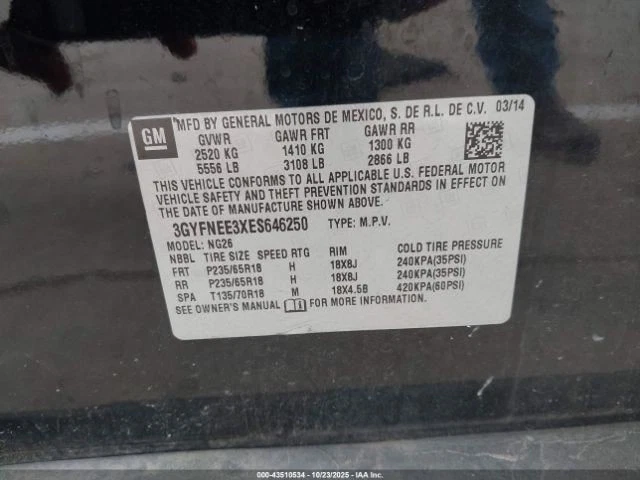 GM
MFD BY GENERAL MOTORS DE MEXICO, S. DE R.L. DE C.V. 03/14
GVWR GAWR FRT GAWR RR
2520 KG 1410 KG 1300 KG
5556 LB 3108 LB 2866 LB
THIS VEHICLE CONFORMS TO ALL APPLICABLE U.S. FEDERAL MOTOR
VEHICLE SAFETY AND THEFT PREVENTION STANDARDS IN EFFECT ON
THE DATE OF MANUFACTURE SHOWN ABOVE.
3GYFNEE3XES646250 TYPE: M.P.V.
MODEL: NG26
NBBL TIRE SIZE SPEED RTG RIM COLD TIRE PRESSURE
FRT P235/65R18 H 18X8J 240KPA(35PSI)
RR P235/65R18 H 18X8J 240KPA(35PSI)
SPA T135/70R18 M 18X4.5B 420KPA(60PSI)
SEE OWNER'S MANUAL FOR MORE INFORMATION
000-43510534 - 10/23/2025 - IAA Inc.